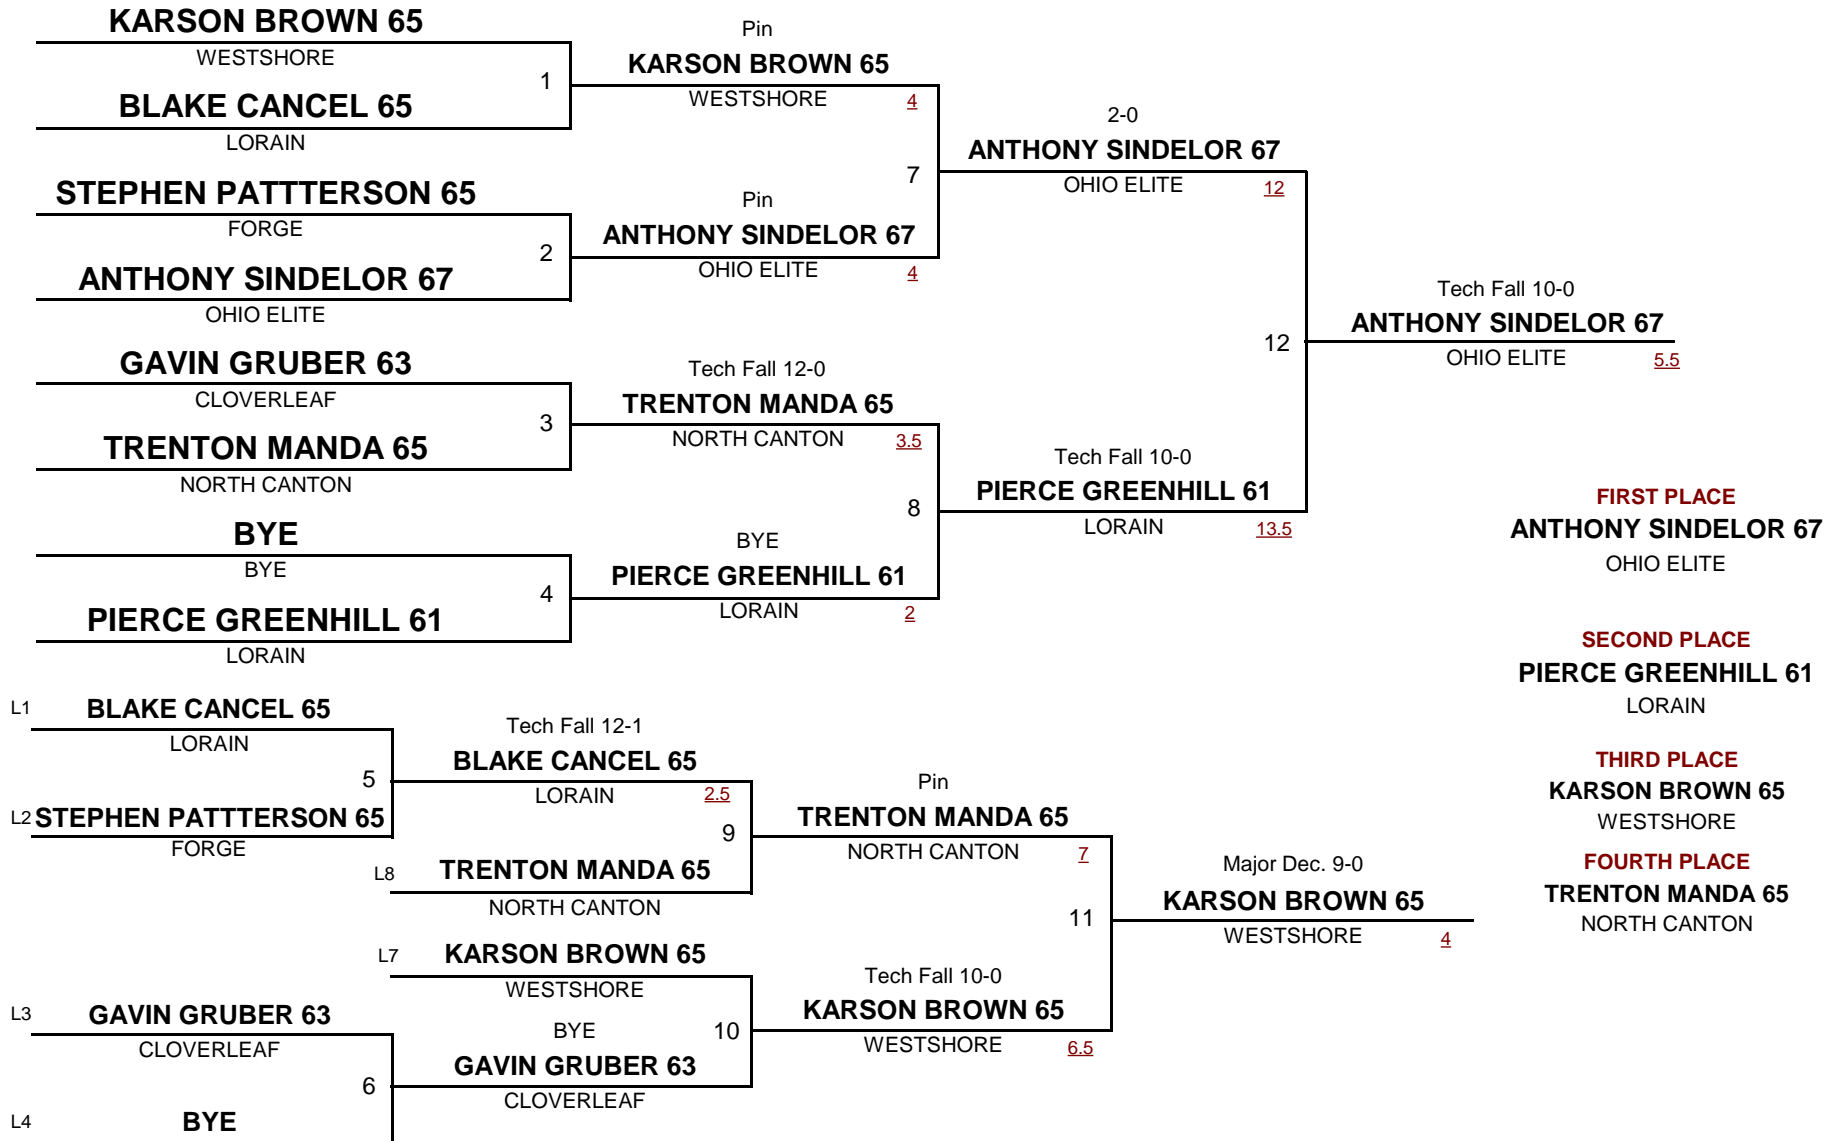 KARSON BROWN 65
WESTSHORE
1
BLAKE CANCEL 65
LORAIN
STEPHEN PATTTERSON 65
FORGE
2
ANTHONY SINDELOR 67
OHIO ELITE
GAVIN GRUBER 63
CLOVERLEAF
3
TRENTON MANDA 65
NORTH CANTON
BYE
BYE
4
PIERCE GREENHILL 61
LORAIN
Pin
KARSON BROWN 65
WESTSHORE 4
7
Pin
ANTHONY SINDELOR 67
OHIO ELITE 4
Tech Fall 12-0
TRENTON MANDA 65
NORTH CANTON 3.5
8
BYE
PIERCE GREENHILL 61
LORAIN 2
2-0
ANTHONY SINDELOR 67
OHIO ELITE 12
12
Tech Fall 10-0
PIERCE GREENHILL 61
LORAIN 13.5
Tech Fall 10-0
ANTHONY SINDELOR 67
OHIO ELITE 5.5
FIRST PLACE
ANTHONY SINDELOR 67
OHIO ELITE
SECOND PLACE
PIERCE GREENHILL 61
LORAIN
THIRD PLACE
KARSON BROWN 65
WESTSHORE
FOURTH PLACE
TRENTON MANDA 65
NORTH CANTON
L1 BLAKE CANCEL 65
LORAIN
5
L2 STEPHEN PATTTERSON 65
FORGE
Tech Fall 12-1
BLAKE CANCEL 65
LORAIN 2.5
9
L8 TRENTON MANDA 65
NORTH CANTON
L7 KARSON BROWN 65
WESTSHORE
10
L3 GAVIN GRUBER 63
CLOVERLEAF
6
L4 BYE
BYE
GAVIN GRUBER 63
CLOVERLEAF
Pin
TRENTON MANDA 65
NORTH CANTON 7
11
Tech Fall 10-0
KARSON BROWN 65
WESTSHORE 6.5
Major Dec. 9-0
KARSON BROWN 65
WESTSHORE 4